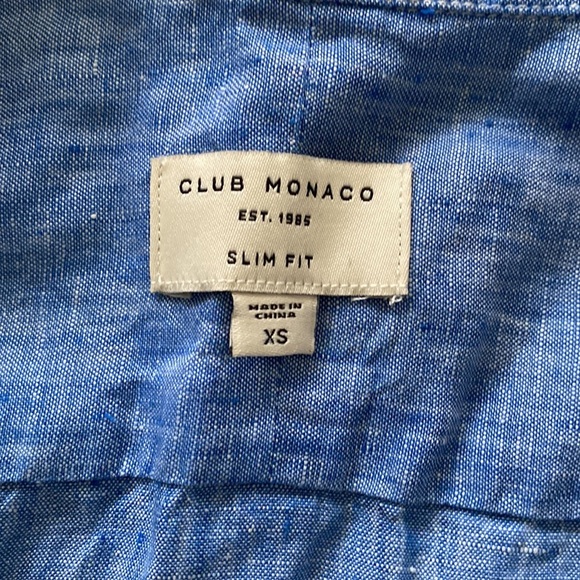 CLUB MONACO
EST. 1985
SLIM FIT
MADE IN
CHINA
XS